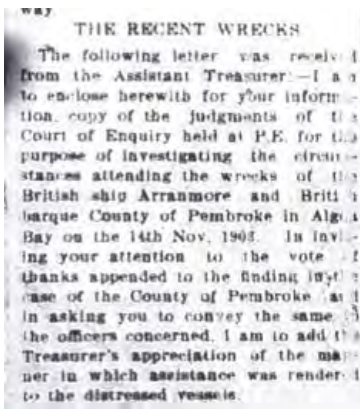 way
THE RECENT WRECKS
The following letter was receiv
from the Assistant Treasurer:—I a
to enclose herewith for your inform-
tion, copy of the judgments of t
Court of Enquiry held at P.E. for
purpose of investigating the circu
stances attending the wrecks of t
British ship Arranmore and Briti
barque County of Pembroke in Algo
Bay on the 14th Nov. In invi-
ing your attention to the vote
thanks appended to the finding in
case of the County of Pembroke
in asking you to convey the same
the officers concerned, I am to add
Treasurer's appreciation of the ma
ner in which assistance was render
to the distressed vessels.